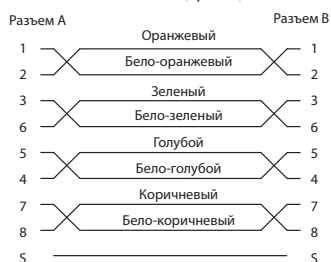 Разъем А Разъем В
Оранжевый
1 1
Бело-оранжевый
2 2
Зеленый
3 3
Бело-зеленый
6 6
Голубой
5 5
Бело-голубой
4 4
Коричневый
7 7
Бело-коричневый
8 8
S S